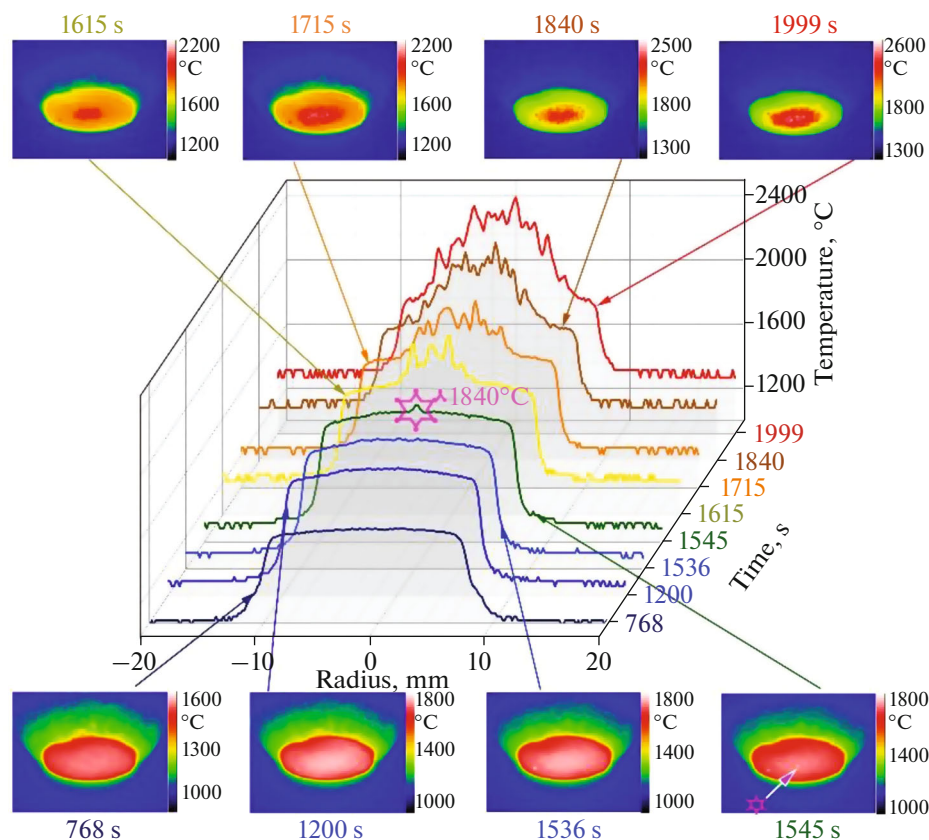 1615 s 1715 s 1840 s 1999 s
2200 2200 2500 2600
°C °C °C °C
1600 1600 1800 1800
1200 1200 1200 1300
2400
2000
1600
1200
Temperature, °C
1840°C
1999
1840
1715
1615
1545
1536
1200
768
Time, s
−20 −10 0 10 20
Radius, mm
1600 1800 1800 1800
°C °C °C °C
1300 1400 1400 1400
1000 1000 1000 1000
768 s 1200 s 1536 s 1545 s